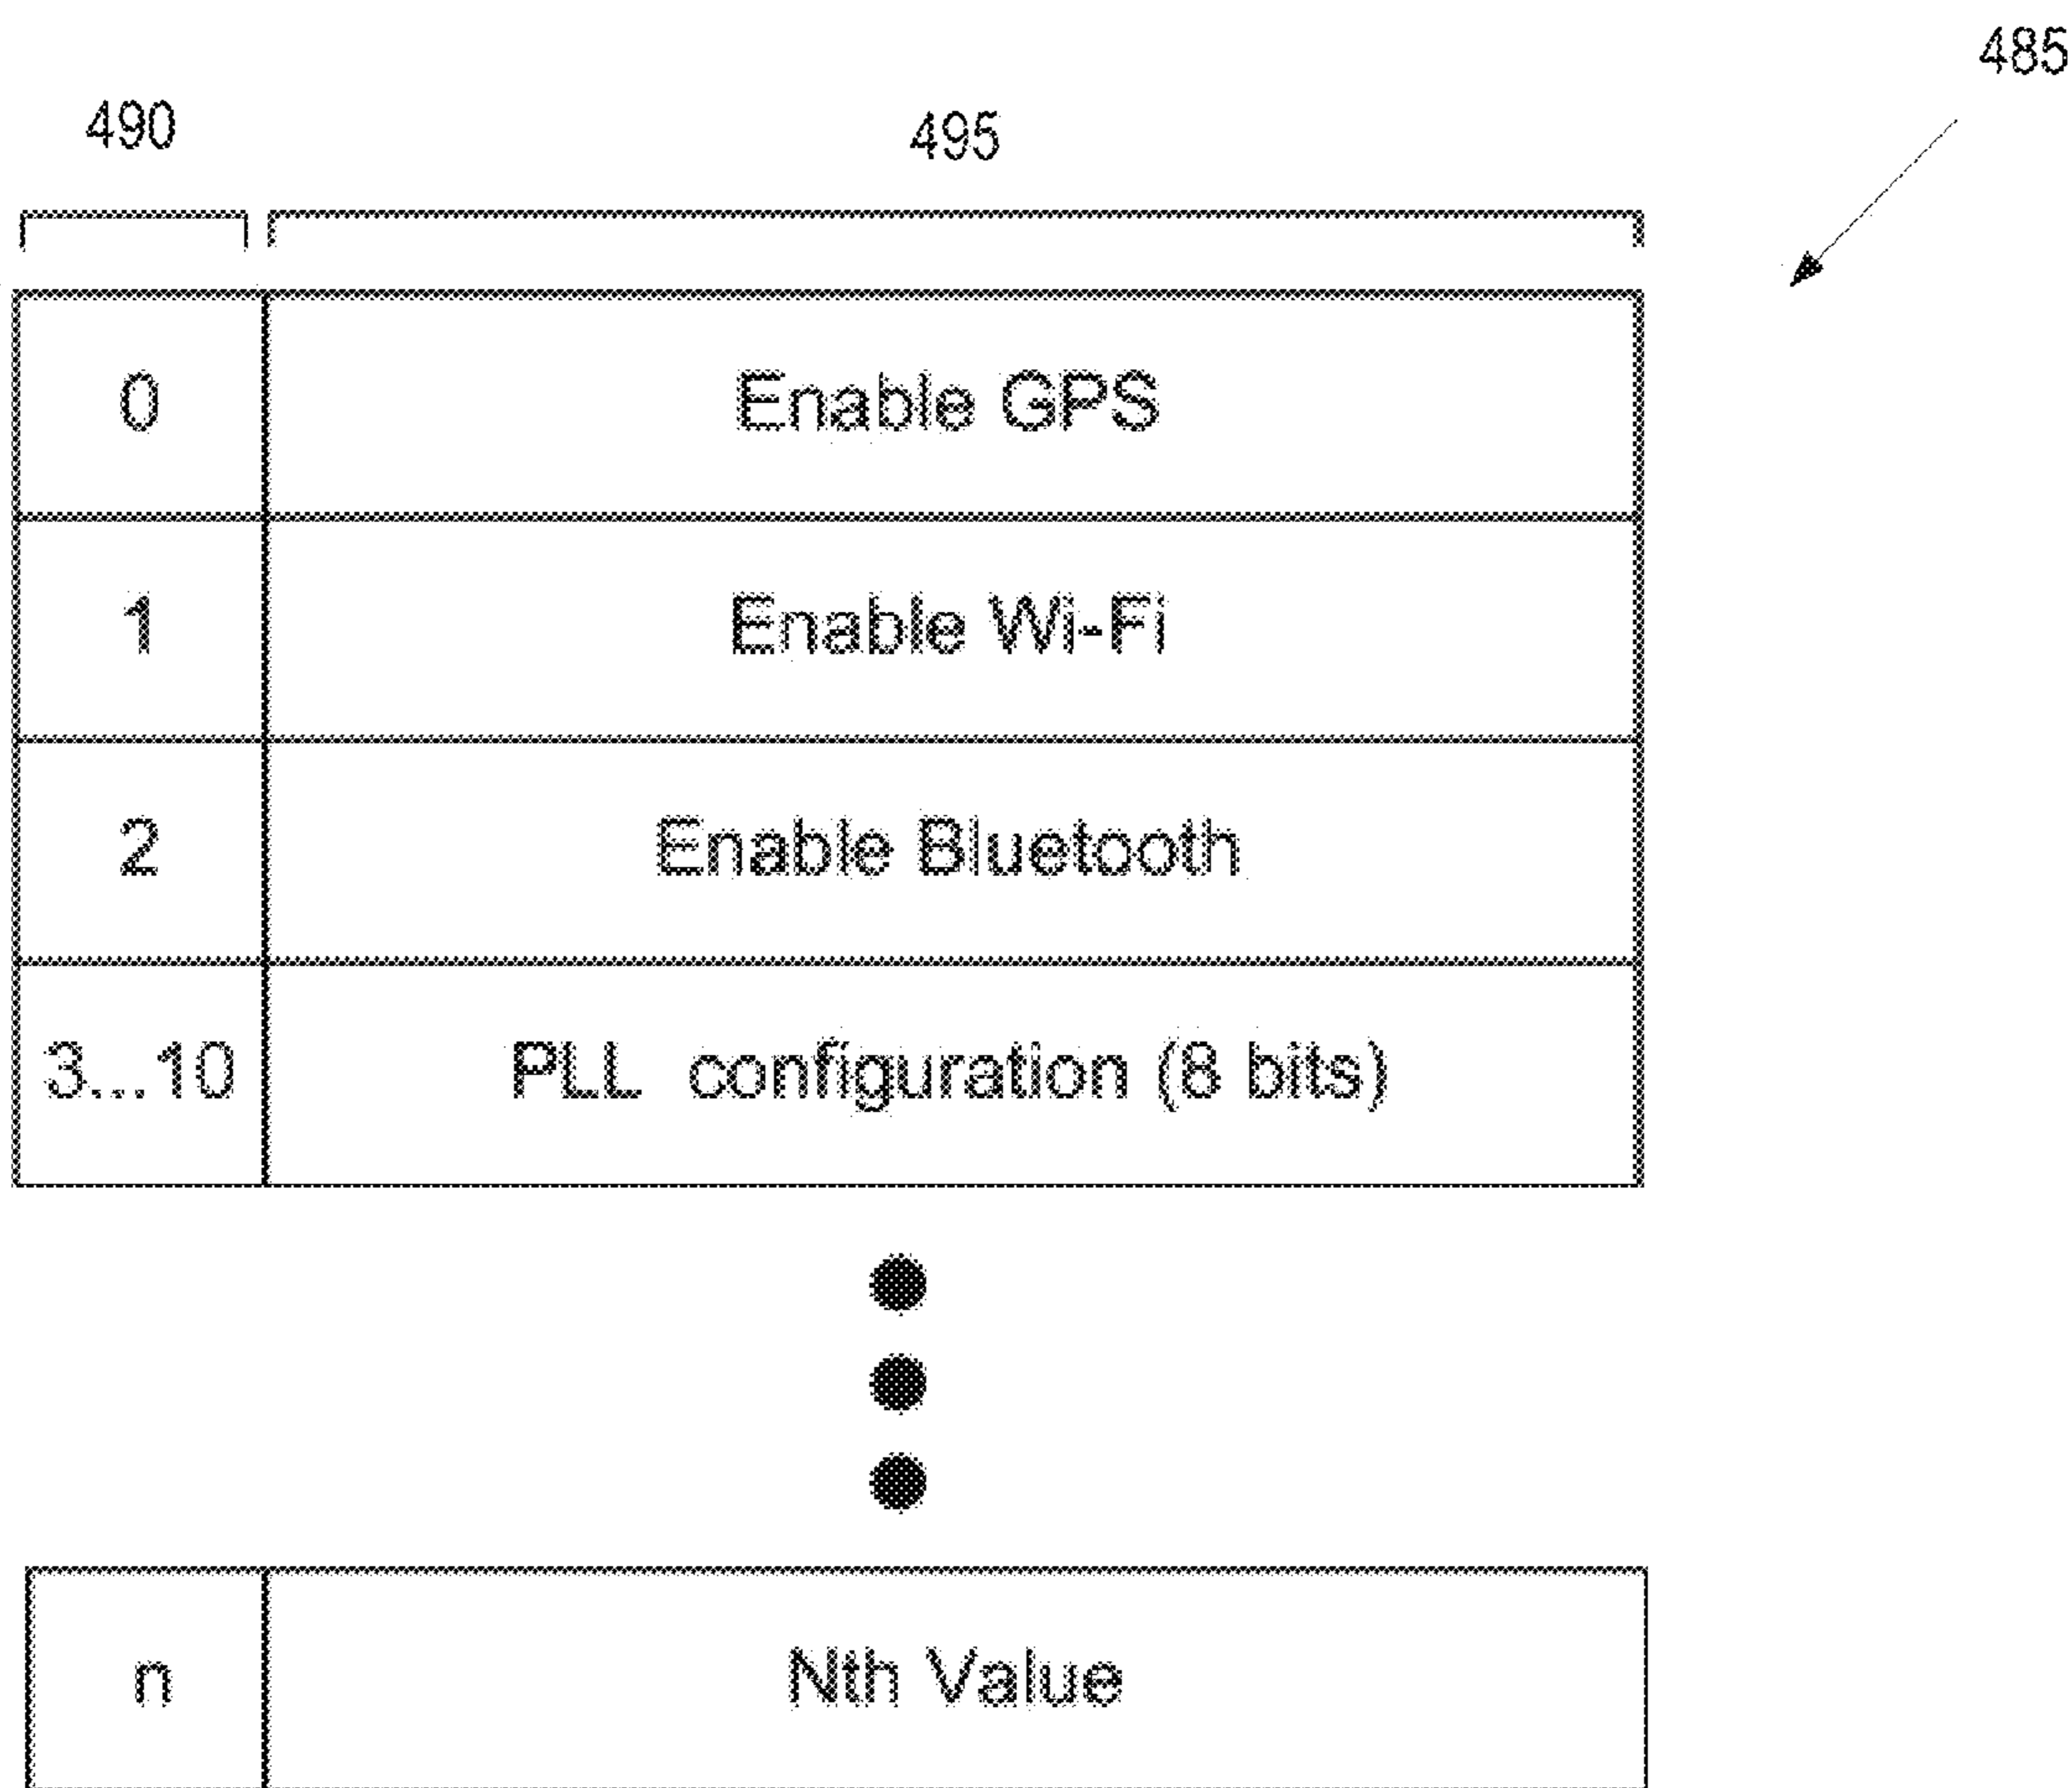 485
490 495
0 Enable GPS
1 Enable Wi-Fi
2 Enable Bluetooth
3...10 PLL configuration (8 bits)
n Nth Value